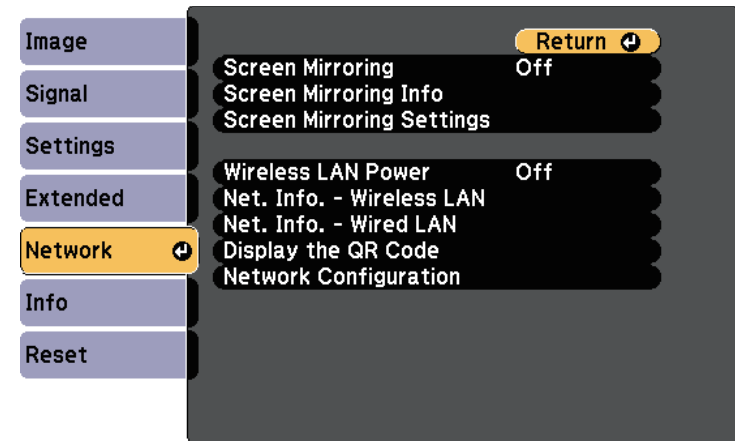 Image
Signal
Settings
Extended
Network
Info
Reset
Return
Screen Mirroring Off
Screen Mirroring Info
Screen Mirroring Settings
Wireless LAN Power Off
Net. Info. - Wireless LAN
Net. Info. - Wired LAN
Display the QR Code
Network Configuration